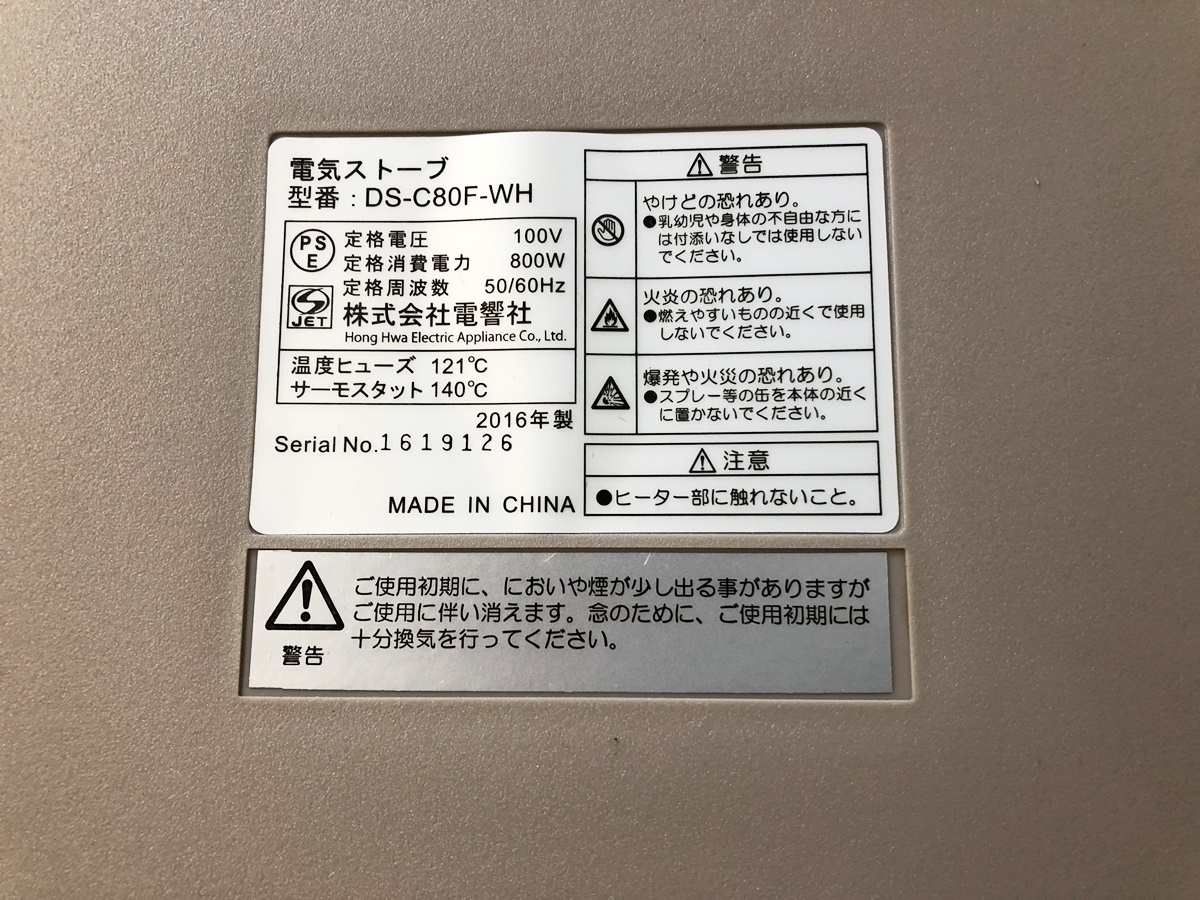 電気ストーブ
型番：DS-C80F-WH
PS
E
定格電圧 100V
定格消費電力 800W
定格周波数 50/60Hz
JET
株式会社電響社
Hong Hwa Electric Appliance Co., Ltd.
温度ヒューズ 121℃
サーモスタット 140℃
2016年製
Serial No.1619126
MADE IN CHINA
警告
やけどの恐れあり。
●乳幼児や身体の不自由な方に
は付添いなしでは使用しない
でください。
火炎の恐れあり。
●燃えやすいものの近くで使用
しないでください。
爆発や火災の恐れあり。
●スプレー等の缶を本体の近く
に置かないでください。
注意
●ヒーター部に触れないこと。
警告
ご使用初期に、においや煙が少し出る事がありますが
ご使用に伴い消えます。念のために、ご使用初期には
十分換気を行ってください。